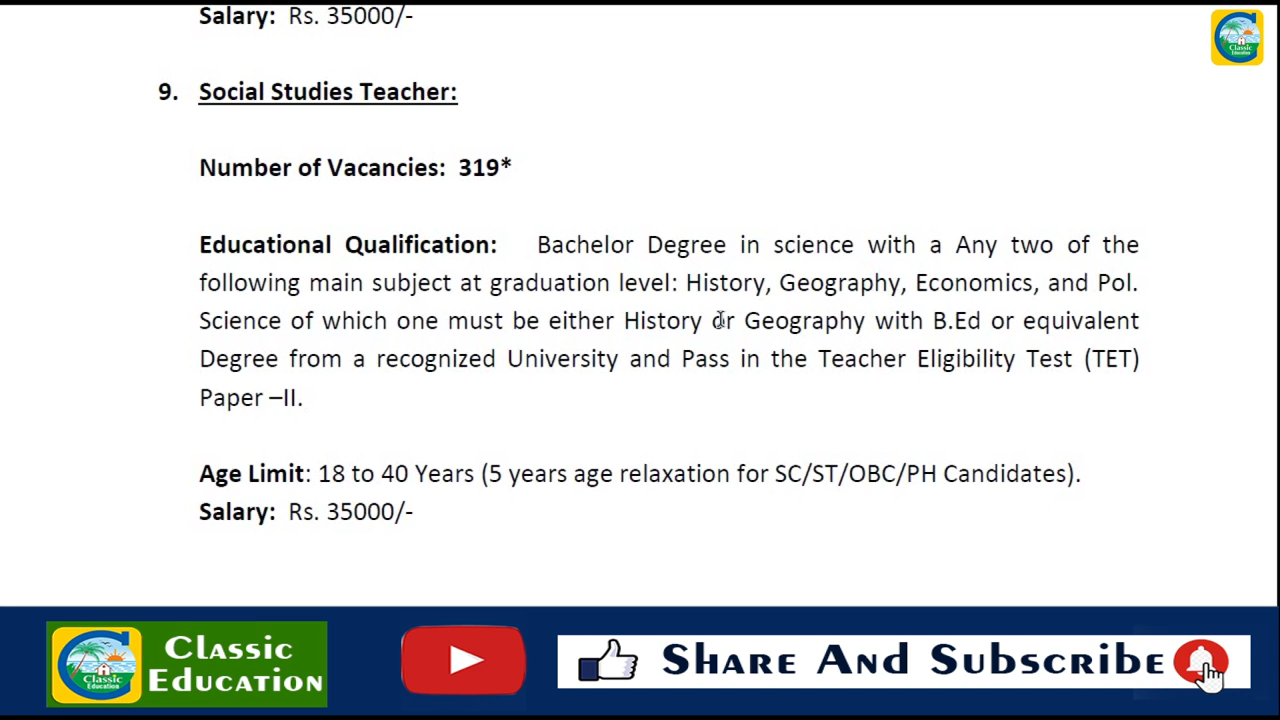 Salary: Rs. 35000/-
Classic
Education
9. Social Studies Teacher:
Number of Vacancies: 319*
Educational Qualification: Bachelor Degree in science with a Any two of the
following main subject at graduation level: History, Geography, Economics, and Pol.
Science of which one must be either History or Geography with B.Ed or equivalent
Degree from a recognized University and Pass in the Teacher Eligibility Test (TET)
Paper –II.
Age Limit: 18 to 40 Years (5 years age relaxation for SC/ST/OBC/PH Candidates).
Salary: Rs. 35000/-
Classic
Education
Classic
Education
Share And Subscribe